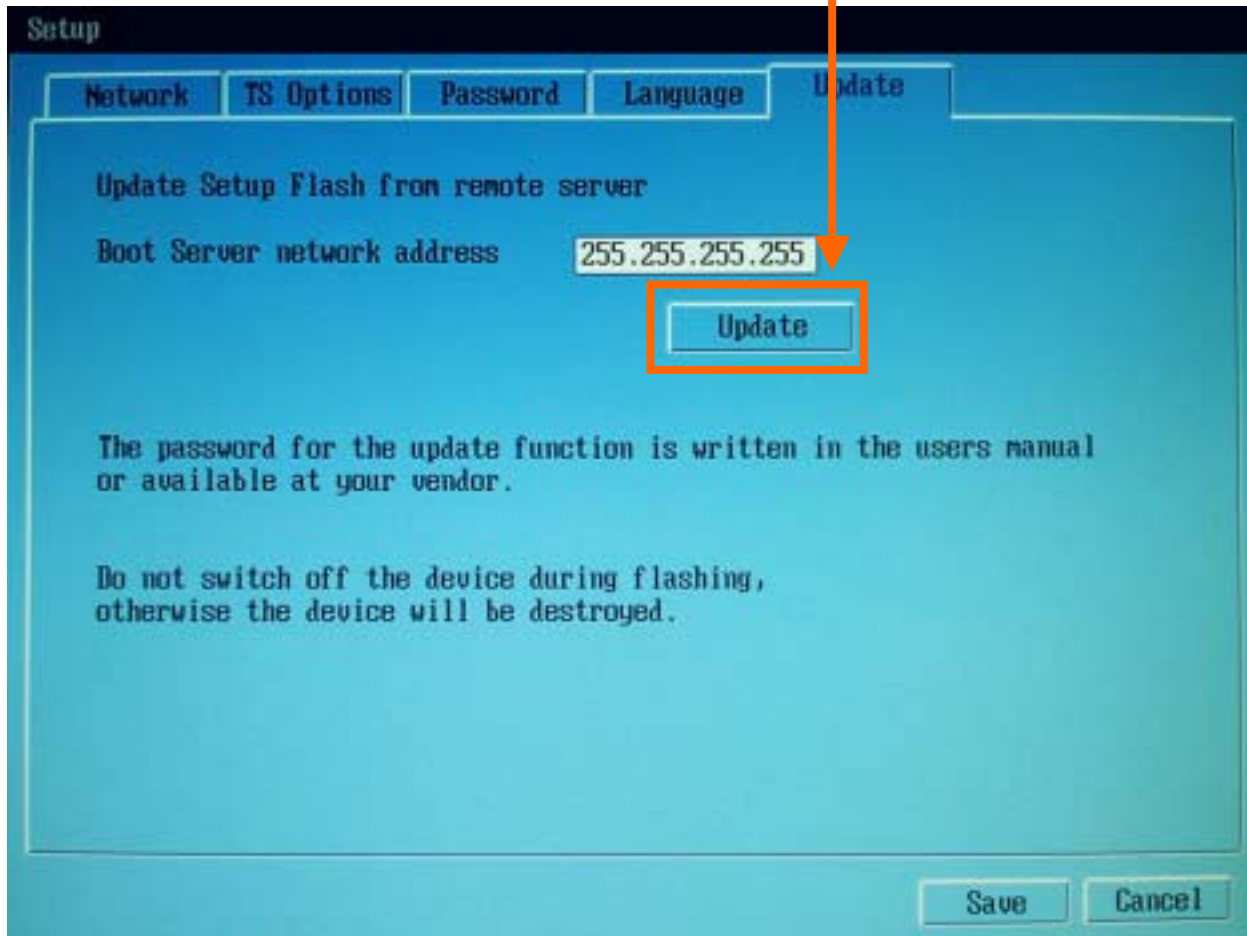 Setup
Network TS Options Password Language Update
Update Setup Flash from remote server
Boot Server network address 255.255.255.255
Update
The password for the update function is written in the users manual
or available at your vendor.
Do not switch off the device during flashing,
otherwise the device will be destroyed.
Save Cancel